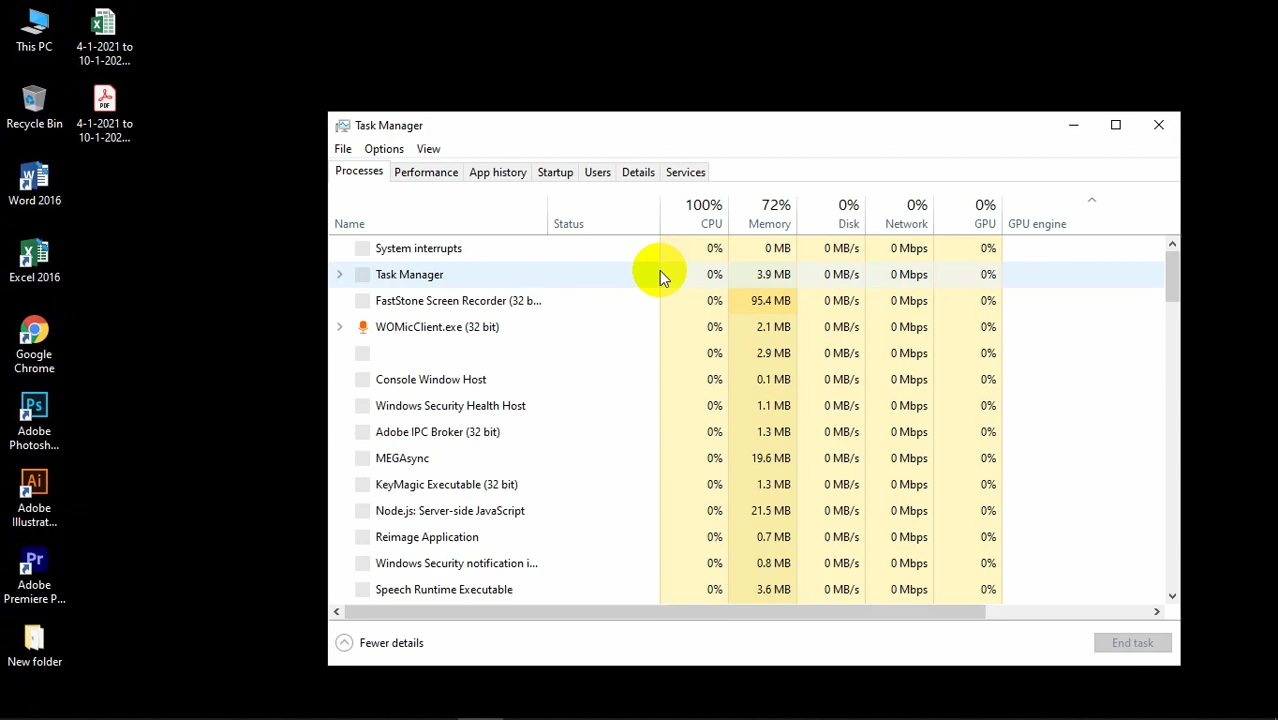 This PC
4-1-2021 to
10-1-202...
Recycle Bin
4-1-2021 to
10-1-202...
PDF
Word 2016
Excel 2016
Google
Chrome
Ps
Adobe
Photosh...
Ai
Adobe
Illustrat...
Pr
Adobe
Premiere P...
New folder
Task Manager
File Options View
Processes Performance App history Startup Users Details Services
100% 72% 0% 0% 0%
Name Status CPU Memory Disk Network GPU GPU engine
System interrupts 0% 0 MB 0 MB/s 0 Mbps 0%
Task Manager 0% 3.9 MB 0 MB/s 0 Mbps 0%
FastStone Screen Recorder (32 b... 0% 95.4 MB 0 MB/s 0 Mbps 0%
WOMicClient.exe (32 bit) 0% 2.1 MB 0 MB/s 0 Mbps 0%
0% 2.9 MB 0 MB/s 0 Mbps 0%
Console Window Host 0% 0.1 MB 0 MB/s 0 Mbps 0%
Windows Security Health Host 0% 1.1 MB 0 MB/s 0 Mbps 0%
Adobe IPC Broker (32 bit) 0% 1.3 MB 0 MB/s 0 Mbps 0%
MEGAsync 0% 19.6 MB 0 MB/s 0 Mbps 0%
KeyMagic Executable (32 bit) 0% 1.3 MB 0 MB/s 0 Mbps 0%
Node.js: Server-side JavaScript 0% 21.5 MB 0 MB/s 0 Mbps 0%
Reimage Application 0% 0.7 MB 0 MB/s 0 Mbps 0%
Windows Security notification i... 0% 0.8 MB 0 MB/s 0 Mbps 0%
Speech Runtime Executable 0% 3.6 MB 0 MB/s 0 Mbps 0%
Fewer details End task